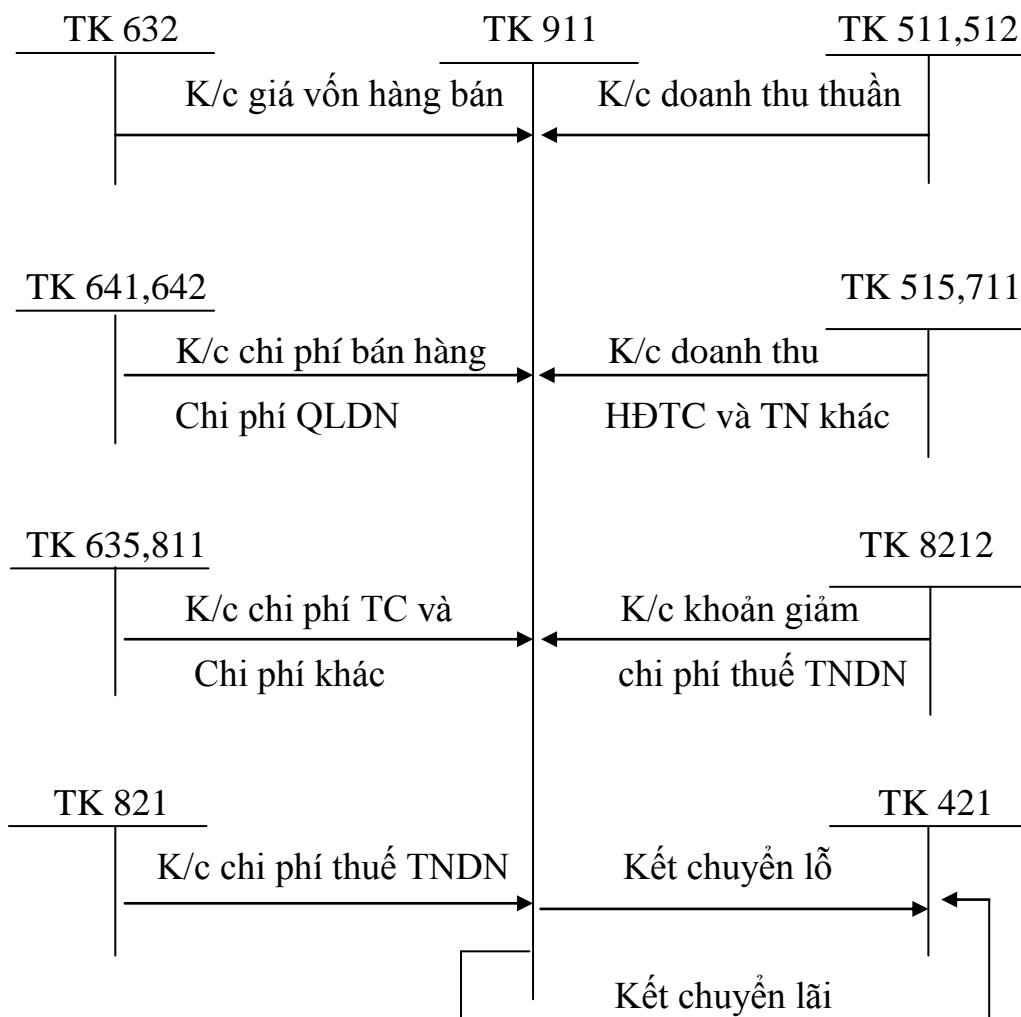 TK 632
TK 911
TK 511,512
K/c giá vốn hàng bán
K/c doanh thu thuần
TK 641,642
TK 515,711
K/c chi phí bán hàng
K/c doanh thu
Chi phí QLDN
HĐTC và TN khác
TK 635,811
TK 8212
K/c chi phí TC và
K/c khoản giảm
Chi phí khác
chi phí thuế TNDN
TK 821
TK 421
K/c chi phí thuế TNDN
Kết chuyển lỗ
Kết chuyển lãi